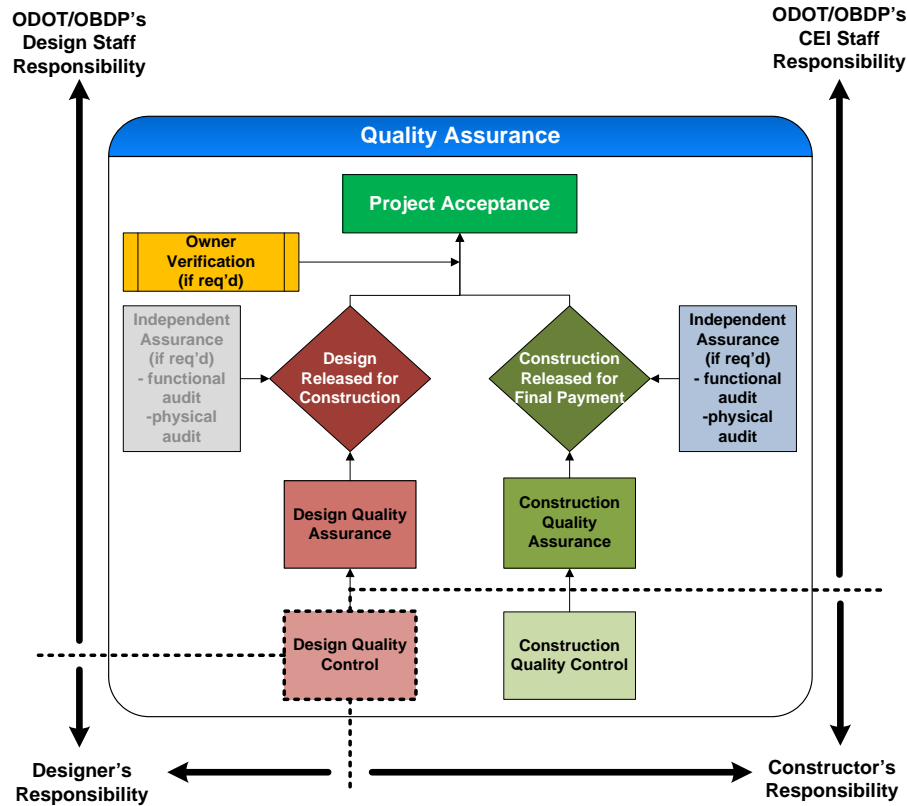 ODOT/OBDP's
Design Staff
Responsibility
ODOT/OBDP's
CEI Staff
Responsibility
Quality Assurance
Project Acceptance
Owner
Verification
(if req'd)
Independent
Assurance
(if req'd)
- functional
audit
-physical
audit
Design
Released for
Construction
Construction
Released for
Final Payment
Independent
Assurance
(if req'd)
- functional
audit
-physical
audit
Design Quality
Assurance
Construction
Quality
Assurance
Design Quality
Control
Construction
Quality Control
Designer's
Responsibility
Constructor's
Responsibility